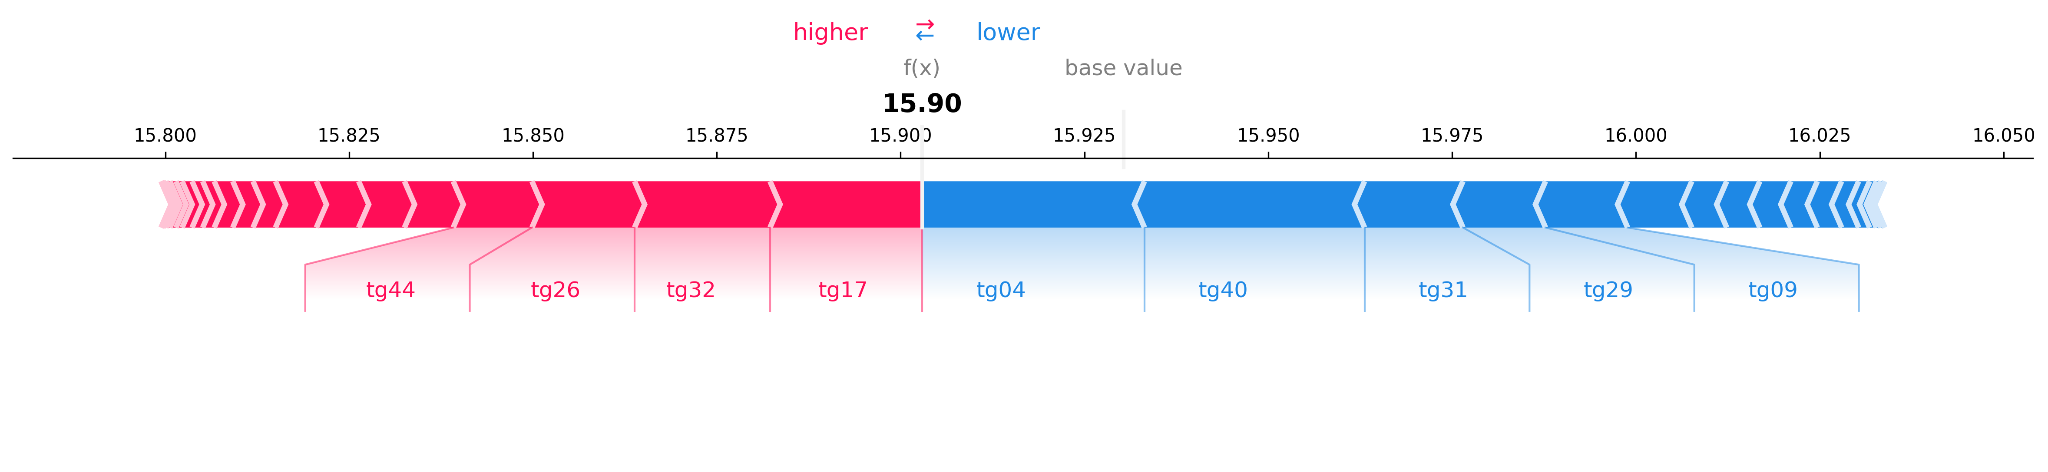 higher ⇄ lower
f(x) base value
15.90
15.800 15.825 15.850 15.875 15.900 15.925 15.950 15.975 16.000 16.025 16.050
tg44 tg26 tg32 tg17 tg04 tg40 tg31 tg29 tg09